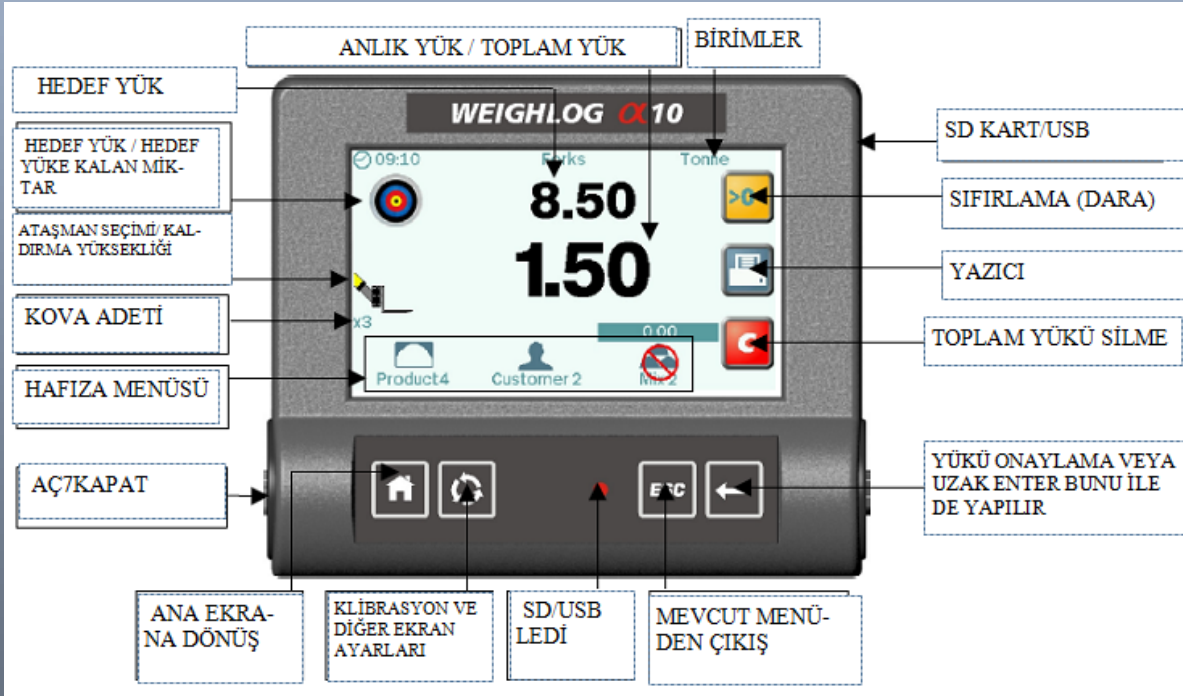 ANLIK YÜK / TOPLAM YÜK
BİRİMLER
HEDEF YÜK
WEIGHLOG α10
HEDEF YÜK / HEDEF
YÜKE KALAN MİK-
TAR
SD KART/USB
09:10
Forks
Tonne
8.50
>0<
SIFIRLAMA (DARA)
ATAŞMAN SEÇİMİ/ KAL-
DIRMA YÜKSEKLİĞİ
1.50
YAZICI
KOVA ADETİ
x3
0.00
C
TOPLAM YÜKÜ SİLME
HAFIZA MENÜSÜ
Product4
Customer 2
Mix 2
AÇ7KAPAT
ESC
YÜKÜ ONAYLAMA VEYA
UZAK ENTER BUNU İLE
DE YAPILIR
ANA EKRA-
NA DÖNÜŞ
KLİBRASYON VE
DİĞER EKRAN
AYARLARI
SD/USB
LEDİ
MEVCUT MENÜ-
DEN ÇIKIŞ